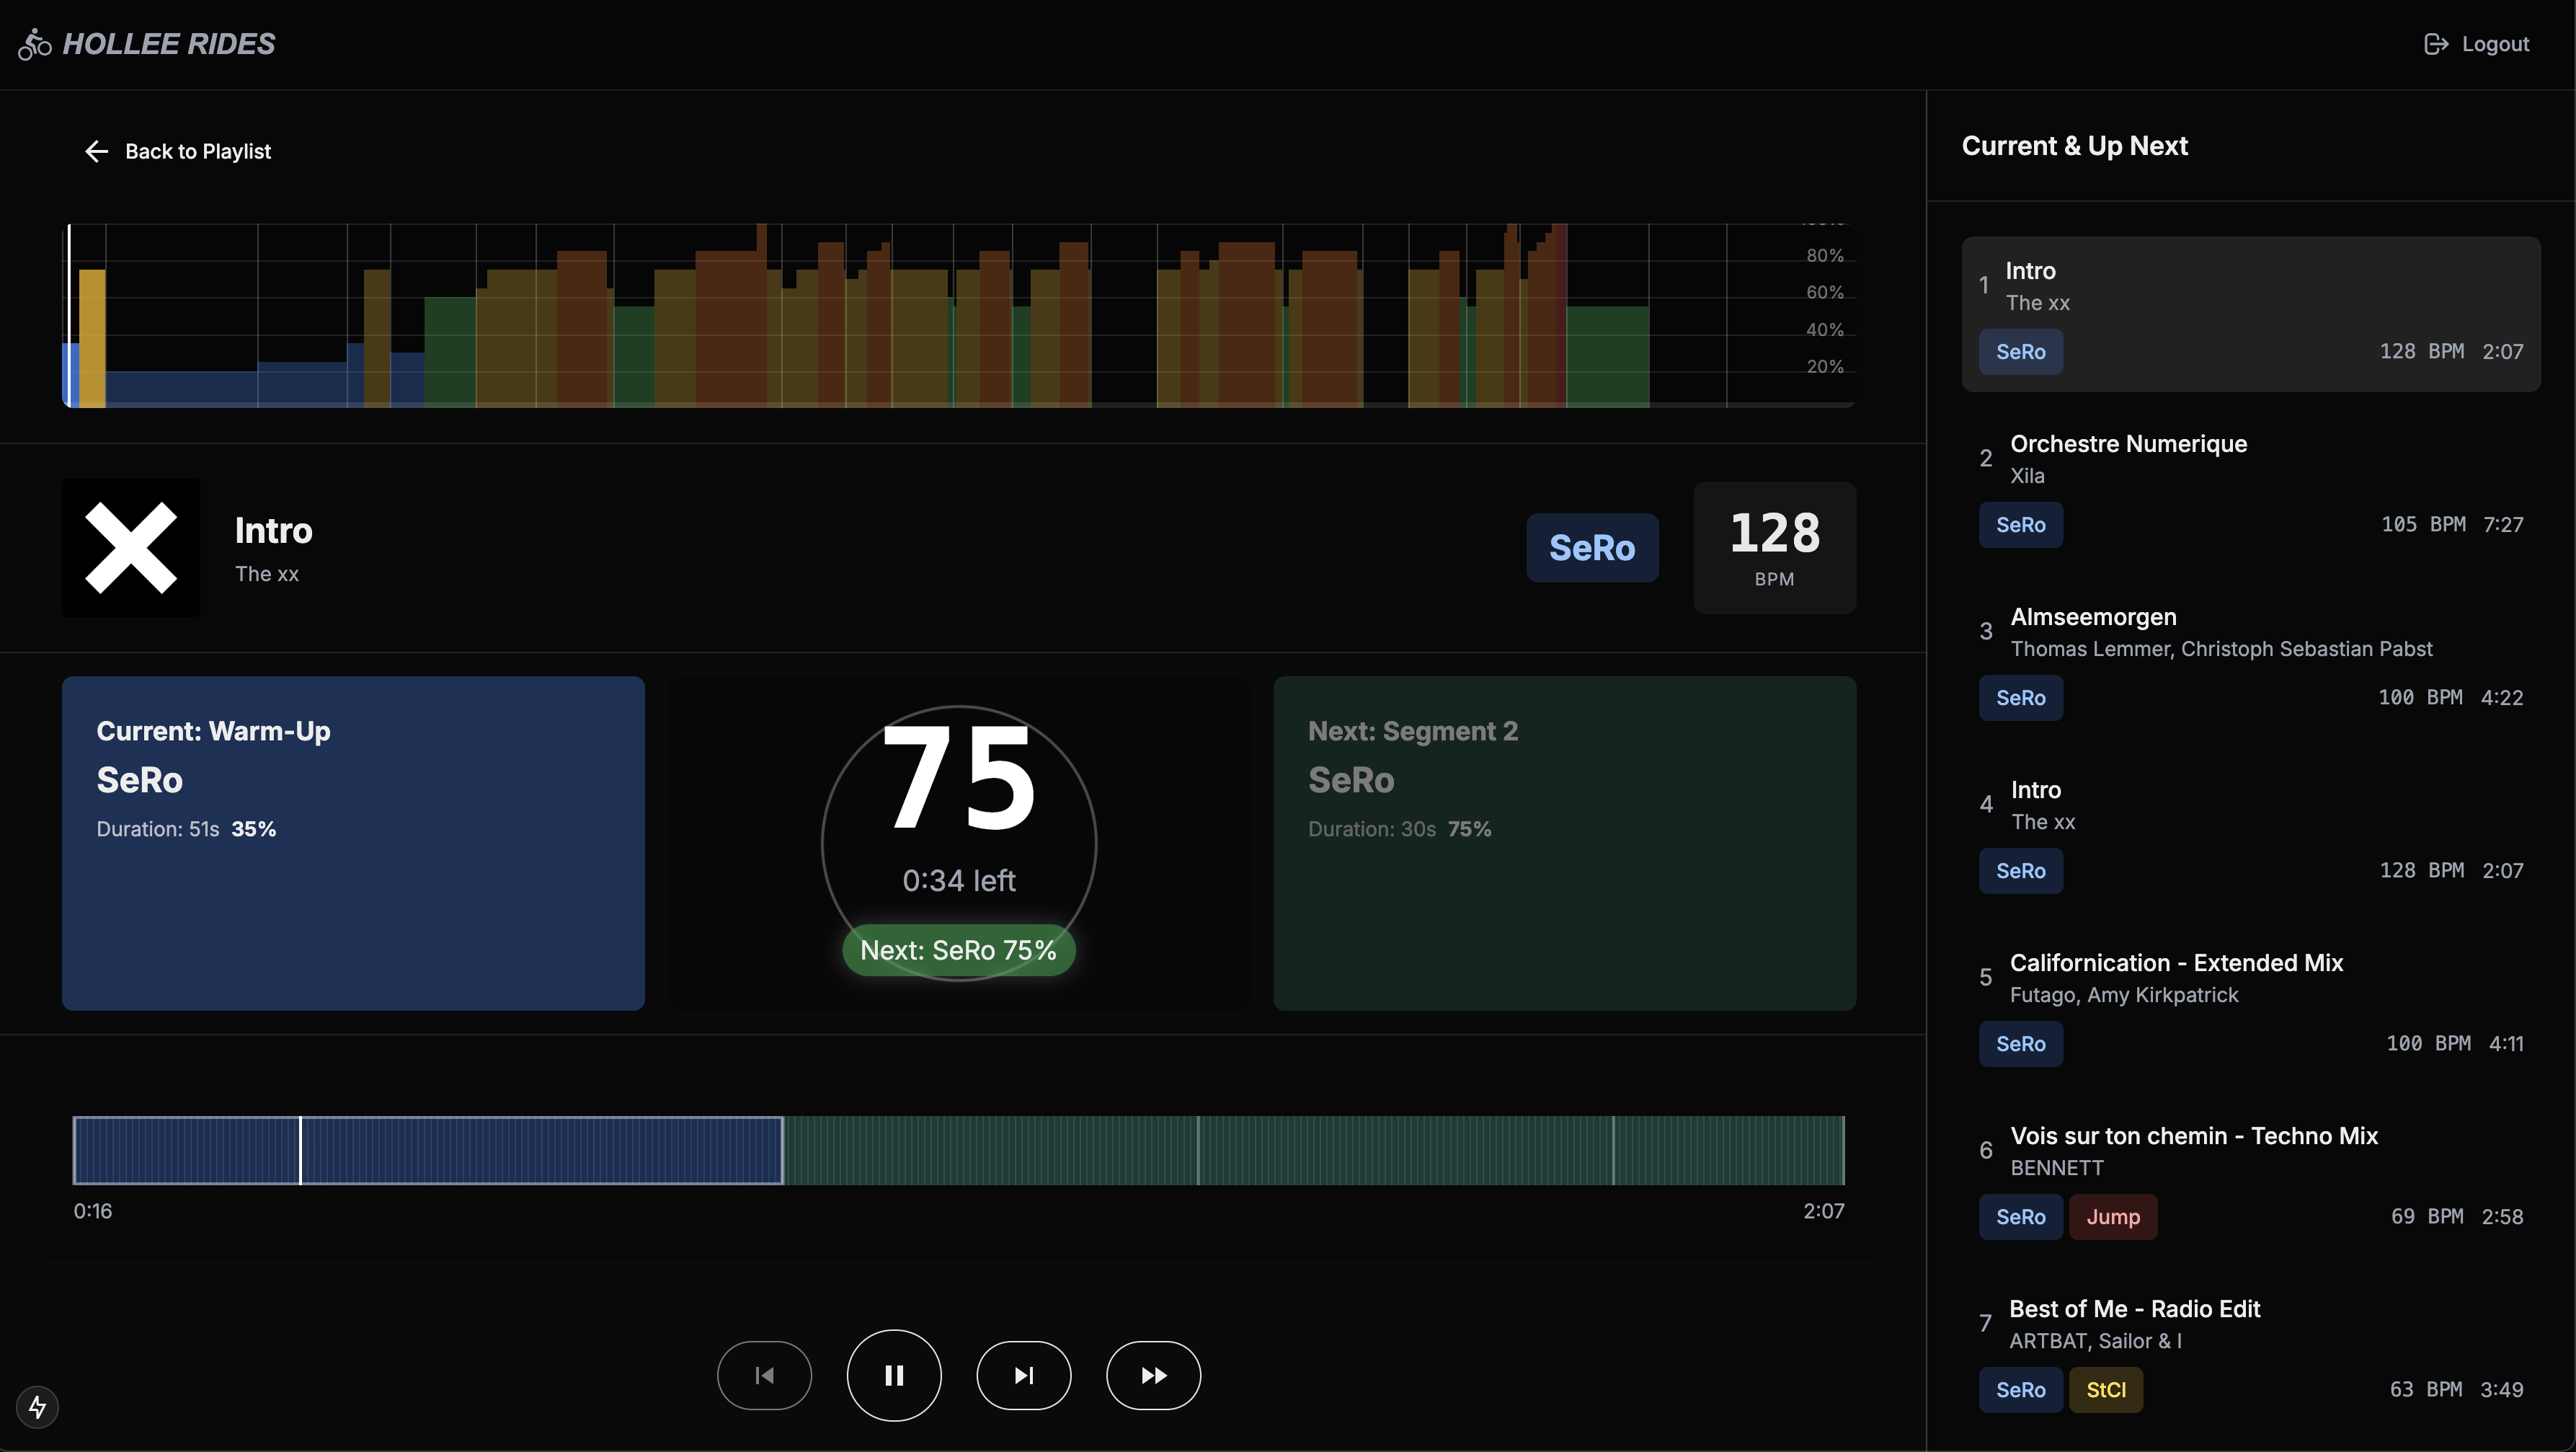 HOLLEE RIDES
Logout
Back to Playlist
80%
60%
40%
20%
Intro
The xx
SeRo
128
BPM
Current: Warm-Up
SeRo
Duration: 51s 35%
75
0:34 left
Next: SeRo 75%
Next: Segment 2
SeRo
Duration: 30s 75%
0:16
2:07
Current & Up Next
1
Intro
The xx
SeRo
128 BPM 2:07
2
Orchestre Numerique
Xila
SeRo
105 BPM 7:27
3
Almseemorgen
Thomas Lemmer, Christoph Sebastian Pabst
SeRo
100 BPM 4:22
4
Intro
The xx
SeRo
128 BPM 2:07
5
Californication - Extended Mix
Futago, Amy Kirkpatrick
SeRo
100 BPM 4:11
6
Vois sur ton chemin - Techno Mix
BENNETT
SeRo Jump
69 BPM 2:58
7
Best of Me - Radio Edit
ARTBAT, Sailor & I
SeRo StCl
63 BPM 3:49